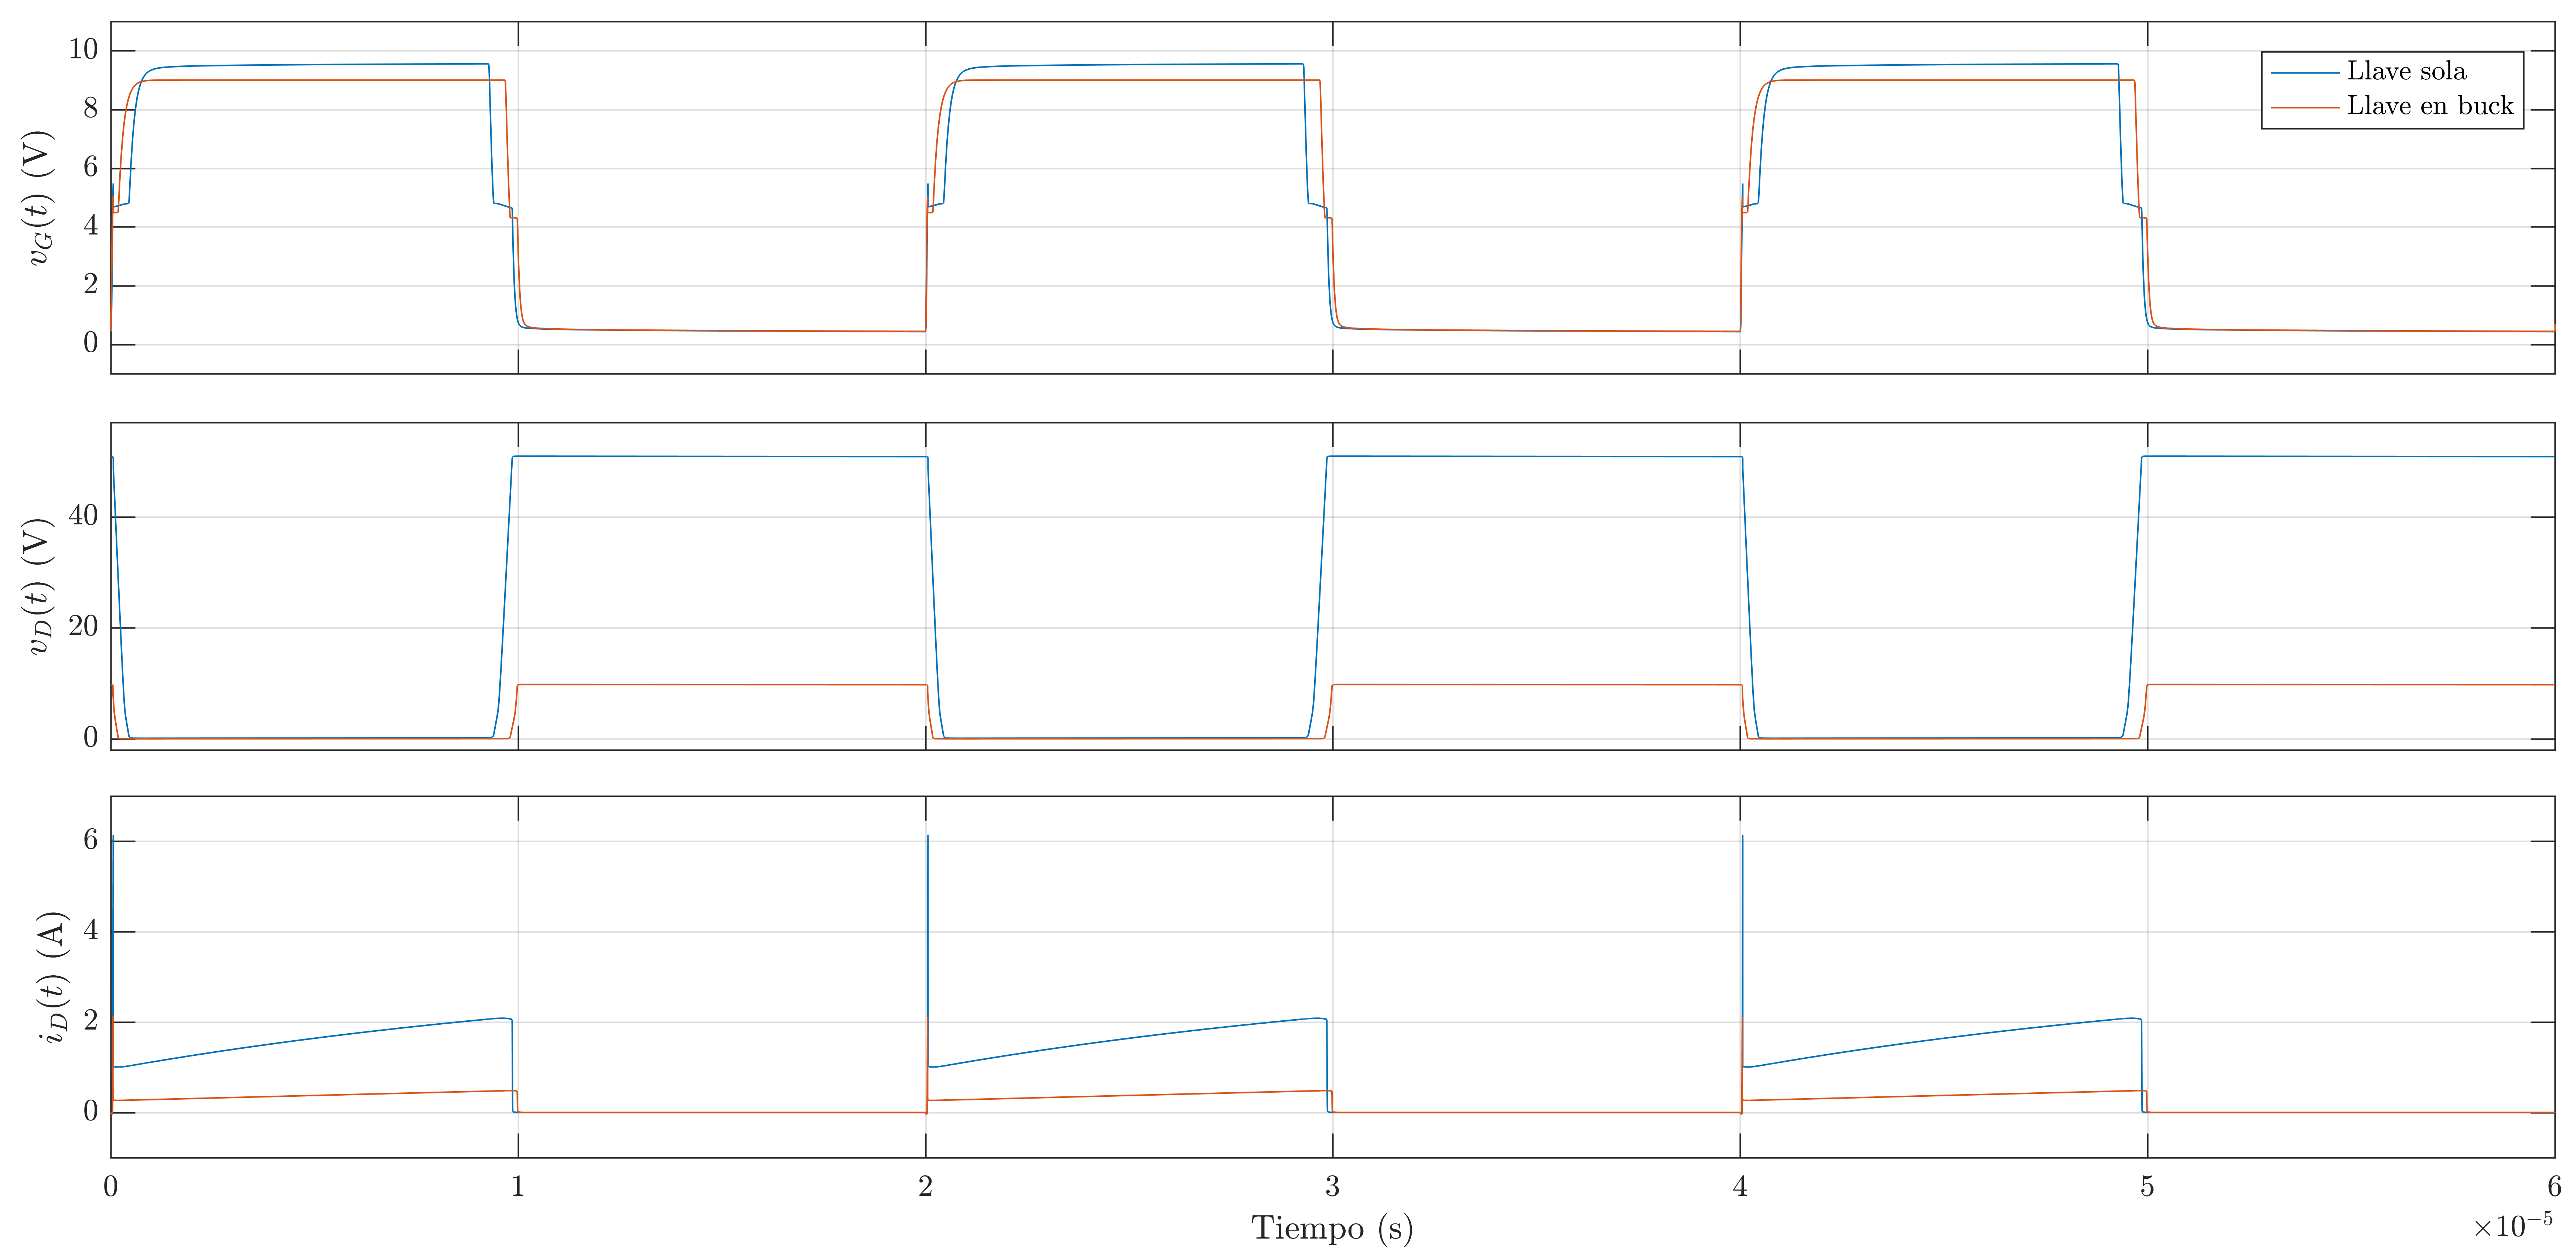 10
8
6
4
2
0
v_G(t) (V)
Llave sola
Llave en buck
40
20
0
v_D(t) (V)
6
4
2
0
i_D(t) (A)
0 1 2 3 4 5 6
Tiempo (s)
×10⁻⁵